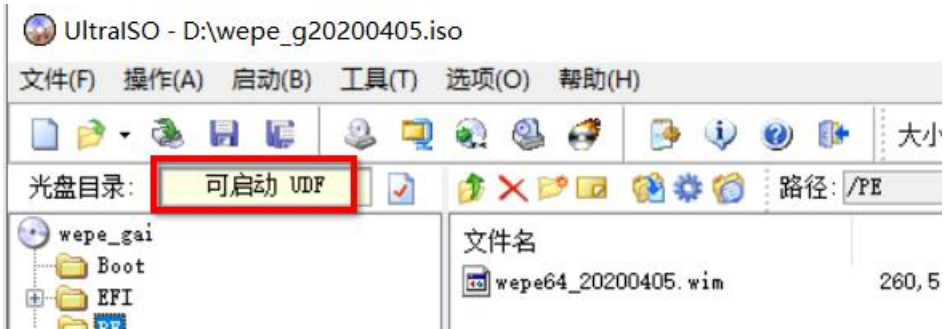 UltraISO - D:\wepe_g20200405.iso
文件(F) 操作(A) 启动(B) 工具(T) 选项(O) 帮助(H)
大小
光盘目录: 可启动 UDF 路径: /PE
wepe_gai 文件名
Boot wepe64_20200405.wim 260,5
EFI
PE